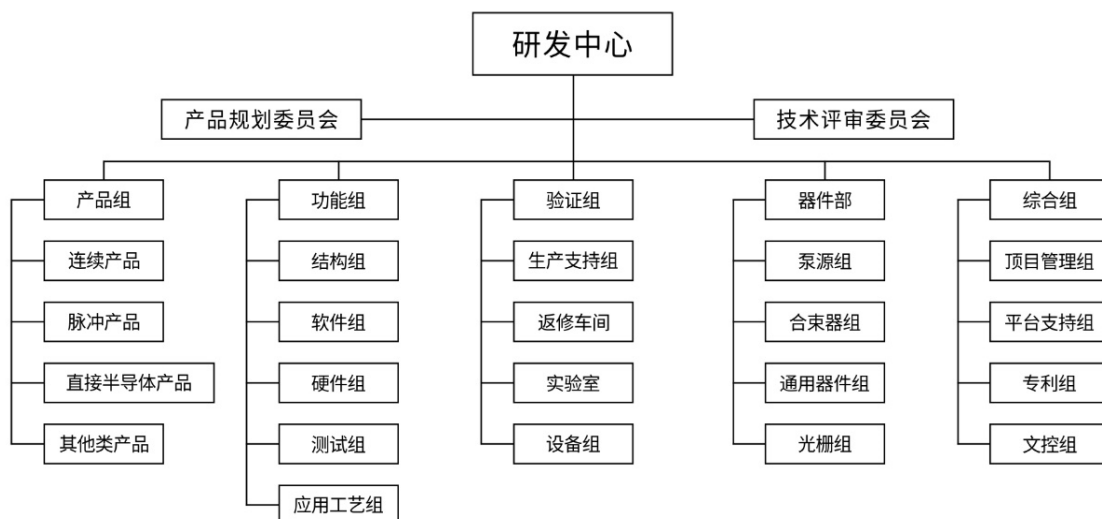 研发中心
产品规划委员会
技术评审委员会
产品组
功能组
验证组
器件部
综合组
连续产品
结构组
生产支持组
泵源组
顶目管理组
脉冲产品
软件组
返修车间
合束器组
平台支持组
直接半导体产品
硬件组
实验室
通用器件组
专利组
其他类产品
测试组
设备组
光栅组
文控组
应用工艺组